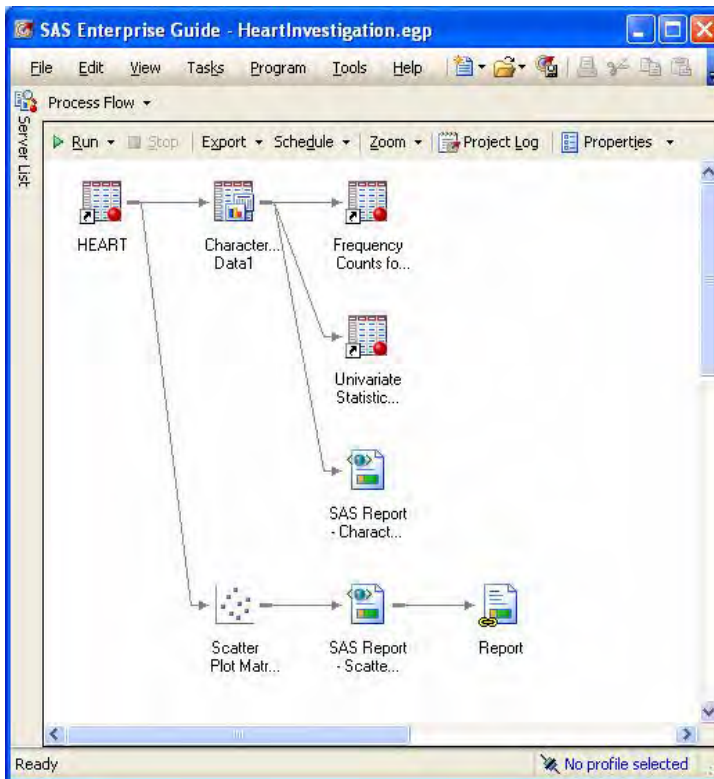 SAS Enterprise Guide - HeartInvestigation.egp
File Edit View Tasks Program Tools Help
Process Flow
Server List
Run Stop Export Schedule Zoom Project Log Properties
HEART
Character...
Data1
Frequency
Counts fo...
Univariate
Statistic...
SAS Report
- Charact...
Scatter
Plot Matr...
SAS Report
- Scatte...
Report
Ready No profile selected